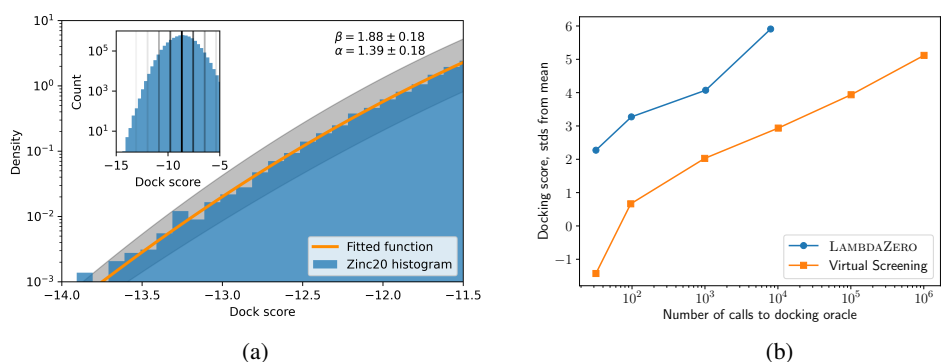 10^1
10^0
10^−1
10^−2
10^−3
Density
β = 1.88 ± 0.18
α = 1.39 ± 0.18
10^5
10^3
10^1
Count
−15 −10 −5
Dock score
Fitted function
Zinc20 histogram
−14.0 −13.5 −13.0 −12.5 −12.0 −11.5
Dock score
(a)
6
5
4
3
2
1
0
−1
Docking score, stds from mean
LAMBDAZERO
Virtual Screening
10^2 10^3 10^4 10^5 10^6
Number of calls to docking oracle
(b)